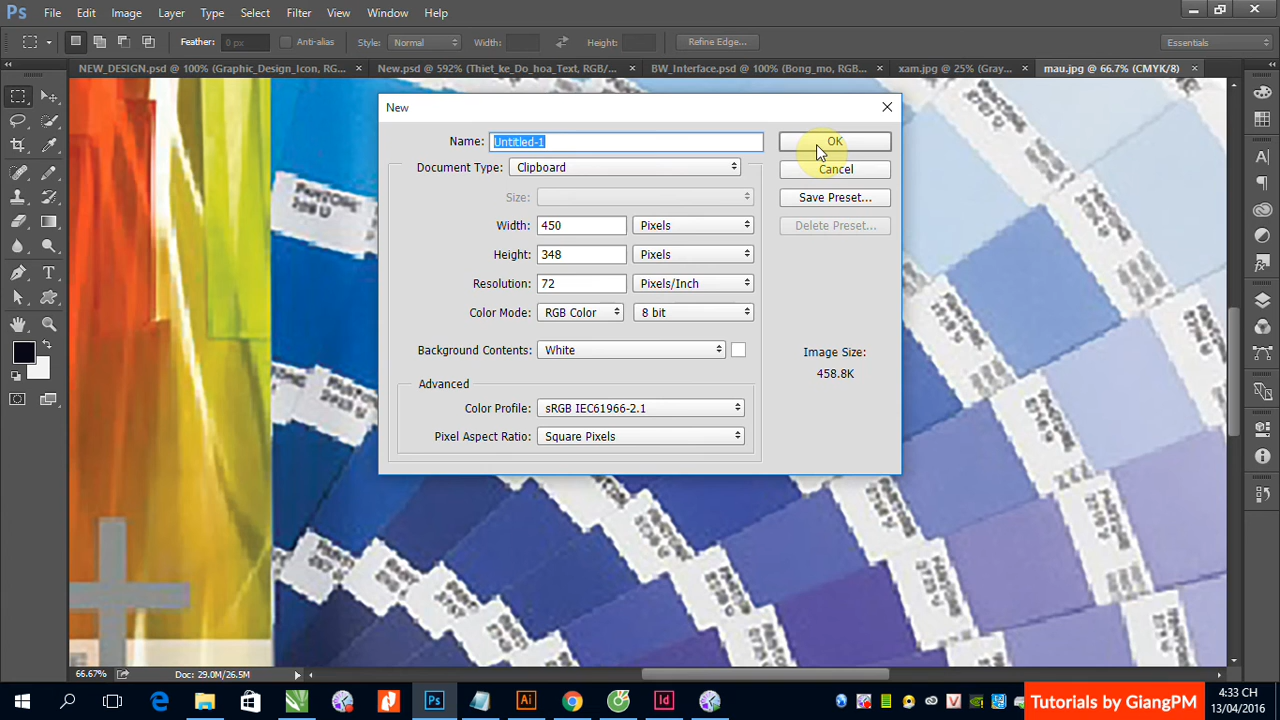 Ps File Edit Image Layer Type Select Filter View Window Help
Feather: 0 px Anti-alias Style: Normal Width: Height: Refine Edge... Essentials
NEW_DESIGN.psd @ 100% (Graphic_Design_Icon, RG... × New.psd @ 592% (Thiet_ke_Do_hoa_Text, RGB/... × BW_Interface.psd @ 100% (Bong_mo, RGB... × xam.jpg @ 25% (Gray... × mau.jpg @ 66.7% (CMYK/8) ×
New
Name: Untitled-1 OK
Document Type: Clipboard Cancel
Size: Save Preset...
Width: 450 Pixels Delete Preset...
Height: 348 Pixels
Resolution: 72 Pixels/Inch
Color Mode: RGB Color 8 bit
Background Contents: White Image Size:
458.8K
Advanced
Color Profile: sRGB IEC61966-2.1
Pixel Aspect Ratio: Square Pixels
PANTONE
66.67% Doc: 29.0M/26.5M
Ps Ai Id
Tutorials by GiangPM
4:33 CH
13/04/2016